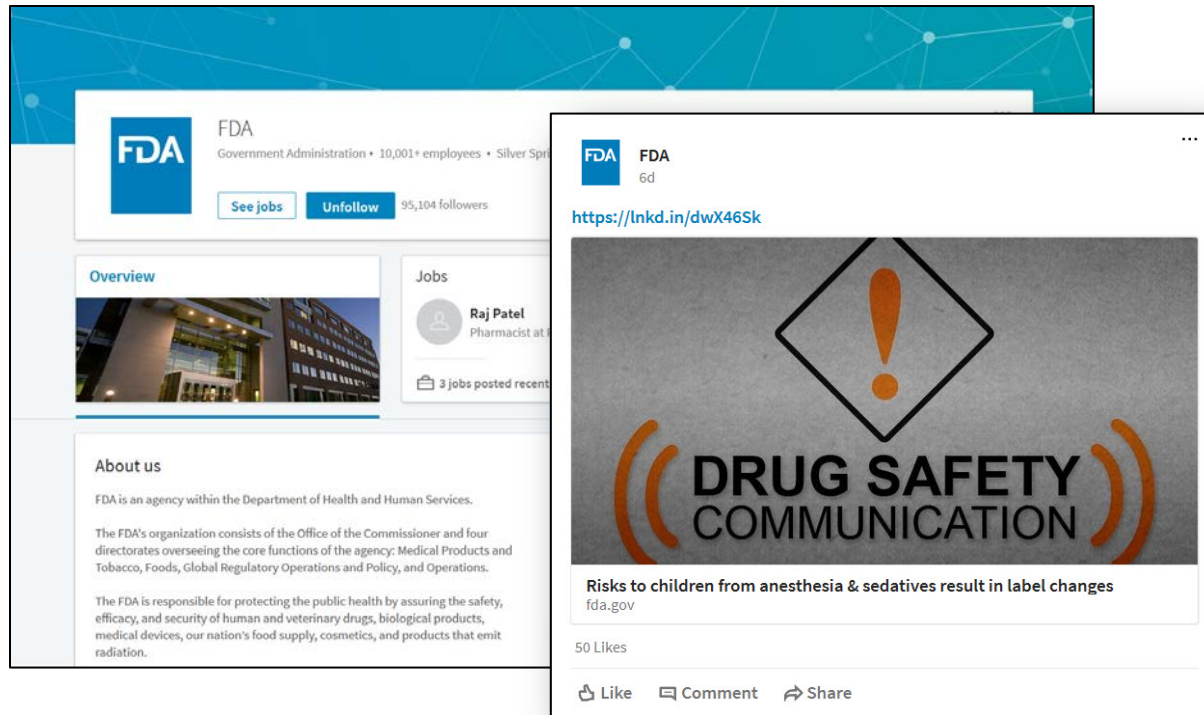 FDA
FDA
Government Administration • 10,001+ employees • Silver Spri
See jobs
Unfollow
95,104 followers
Overview
Jobs
Raj Patel
Pharmacist at
3 jobs posted recent
About us
FDA is an agency within the Department of Health and Human Services.
The FDA's organization consists of the Office of the Commissioner and four
directorates overseeing the core functions of the agency: Medical Products and
Tobacco, Foods, Global Regulatory Operations and Policy, and Operations.
The FDA is responsible for protecting the public health by assuring the safety,
efficacy, and security of human and veterinary drugs, biological products,
medical devices, our nation's food supply, cosmetics, and products that emit
radiation.
FDA
FDA
6d
https://lnkd.in/dwX46Sk
DRUG SAFETY
COMMUNICATION
Risks to children from anesthesia & sedatives result in label changes
fda.gov
50 Likes
Like
Comment
Share